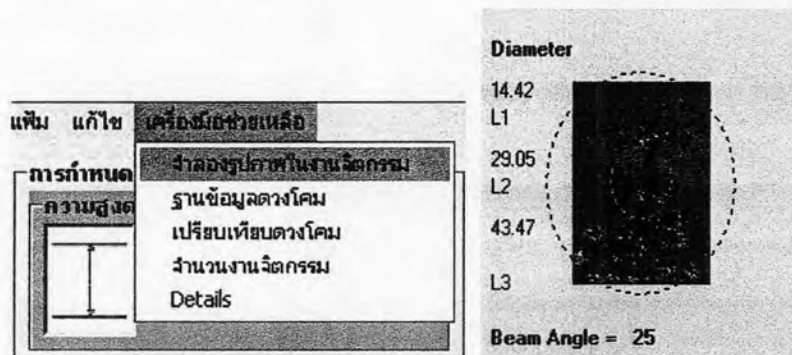 แฟ้ม แก้ไข เครื่องมือช่วยเหลือ
จำลองรูปภาพในงานจิตกรรม
ฐานข้อมูลดวงโคม
เปรียบเทียบดวงโคม
จำนวนงานจิตกรรม
Details
การกำหนด
ความสูงด
Diameter
14.42
L1
29.05
L2
43.47
L3
Beam Angle = 25